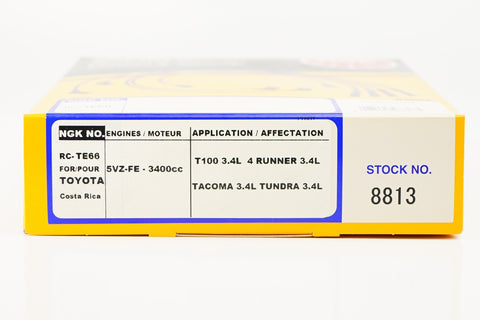 NGK NO. ENGINES / MOTEUR APPLICATION / AFFECTATION
RC-TE66
FOR/POUR
TOYOTA
Costa Rica
5VZ-FE - 3400cc
T100 3.4L 4 RUNNER 3.4L
TACOMA 3.4L TUNDRA 3.4L
STOCK NO.
8813